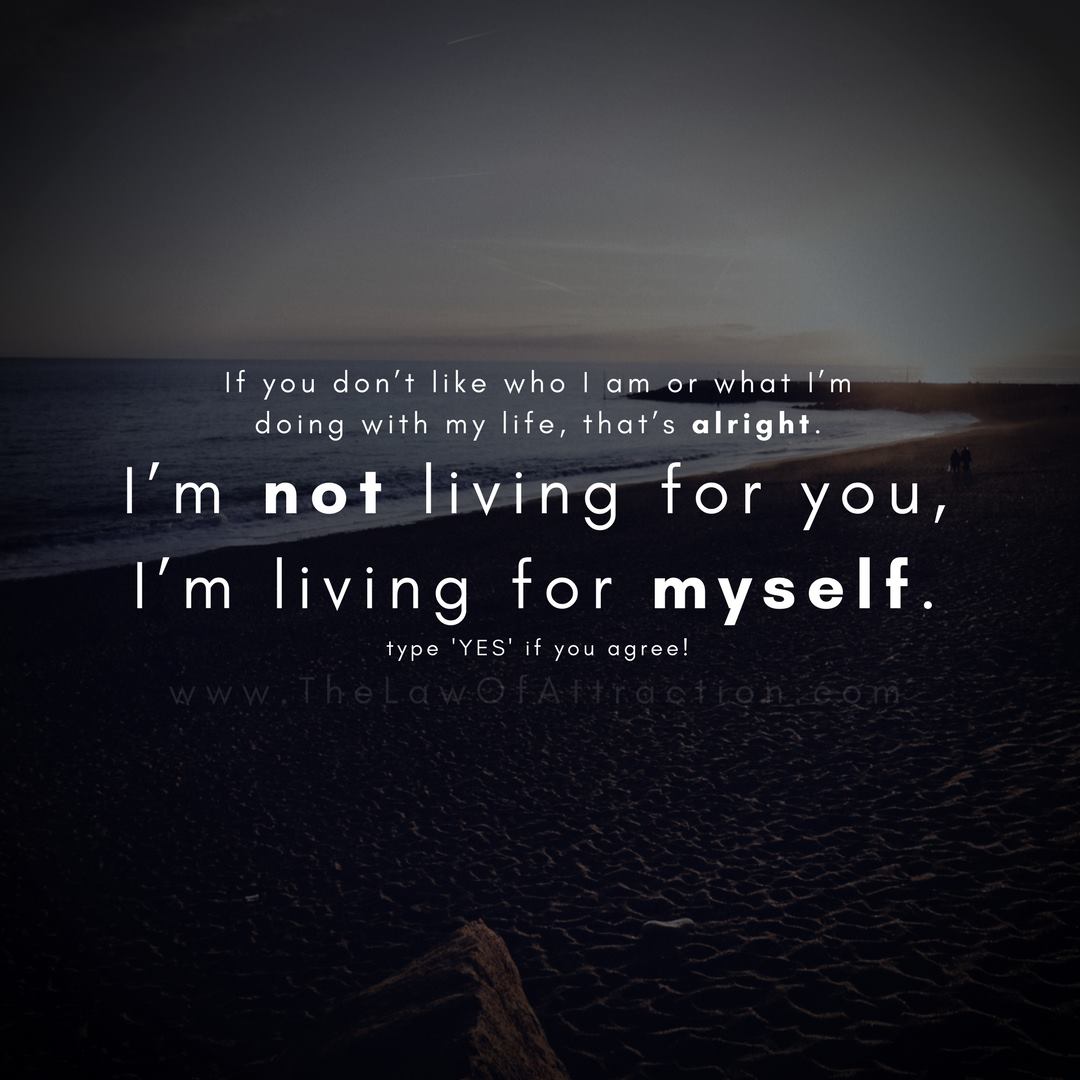 If you don’t like who I am or what I’m
doing with my life, that’s alright.
I’m not living for you,
I’m living for myself.
type 'YES' if you agree!
www.TheLawOfAttraction.com